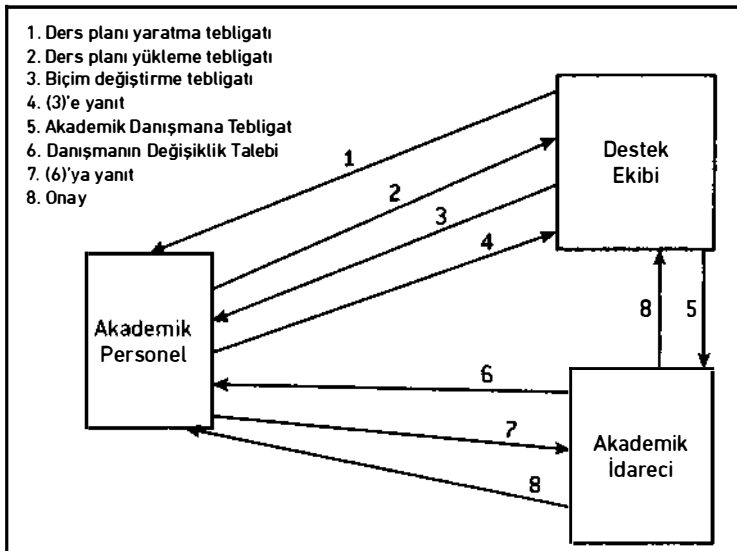 1. Ders planı yaratma tebligatı
2. Ders planı yükleme tebligatı
3. Biçim değiştirme tebligatı
4. (3)'e yanıt
5. Akademik Danışmana Tebligat
6. Danışmanın Değişiklik Talebi
7. (6)'ya yanıt
8. Onay
1
2
3
4
Destek
Ekibi
Akademik
Personel
8
5
6
7
8
Akademik
İdareci